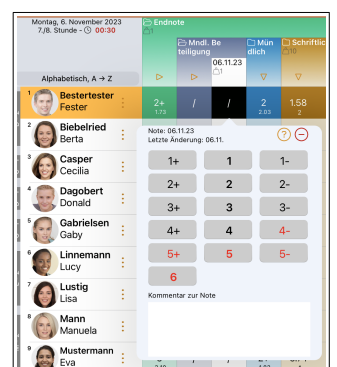 Montag, 6. November 2023
7./8. Stunde - 00:30
Endnote
Mndl. Be
teiligung
Mün
dlich
Schriftlic
06.11.23
Alphabetisch, A → Z
1 Bestertester
Fester
2+
1.73
/
/
2
2.03
1.58
2
2 Biebelried
Berta
3 Casper
Cecilia
4 Dagobert
Donald
5 Gabrielsen
Gaby
6 Linnemann
Lucy
7 Lustig
Lisa
8 Mann
Manuela
9 Mustermann
Eva
Note: 06.11.23
Letzte Änderung: 06.11.
?
1+ 1 1-
2+ 2 2-
3+ 3 3-
4+ 4 4-
5+ 5 5-
6
Kommentar zur Note